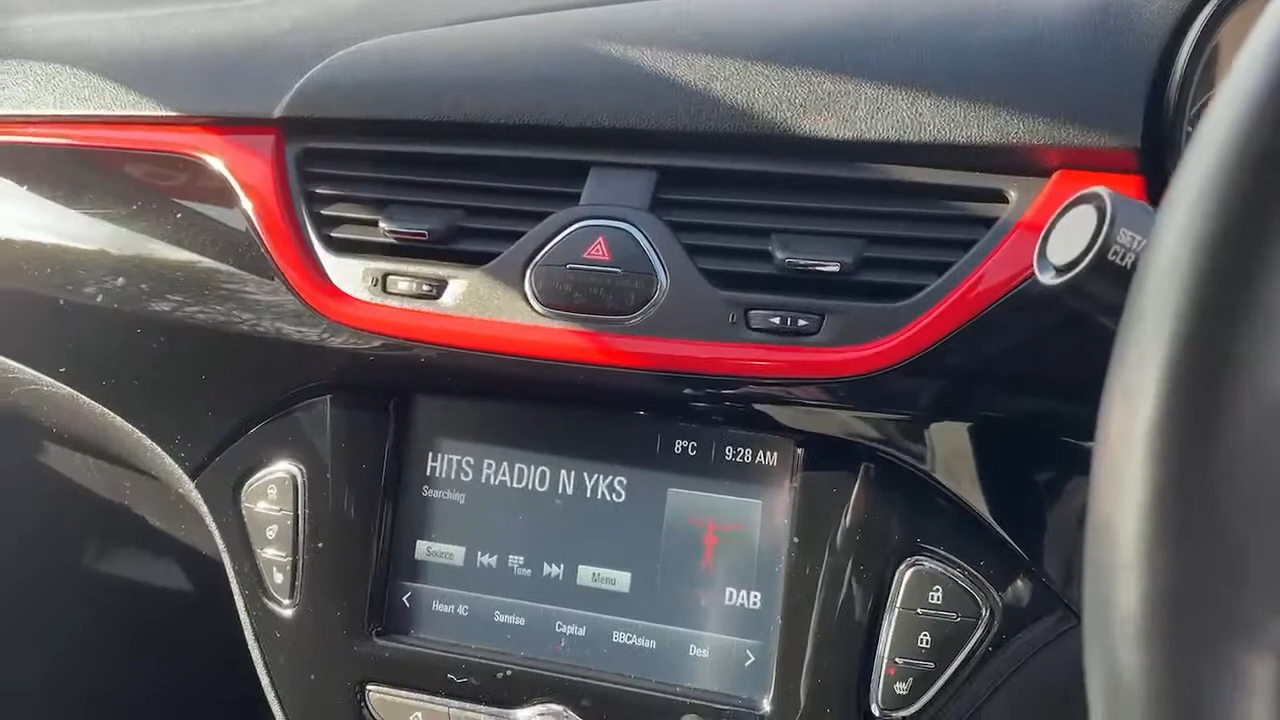 SET/
CLR
8°C
9:28 AM
HITS RADIO N YKS
Searching
Source
Tune
Menu
DAB
Heart 4C
Sunrise
Capital
BBCAsian
Desi